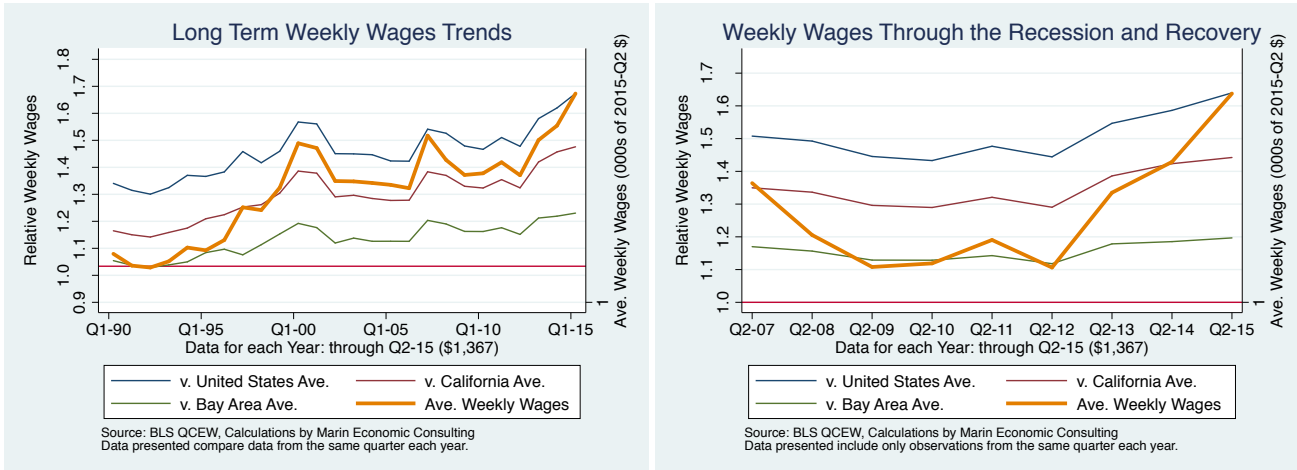 Long Term Weekly Wages Trends
Relative Weekly Wages
0.9 1.0 1.1 1.2 1.3 1.4 1.5 1.6 1.7 1.8
1
Ave. Weekly Wages (000s of 2015-Q2 $)
Q1-90 Q1-95 Q1-00 Q1-05 Q1-10 Q1-15
Data for each Year: through Q2-15 ($1,367)
v. United States Ave. v. California Ave.
v. Bay Area Ave. Ave. Weekly Wages
Source: BLS QCEW, Calculations by Marin Economic Consulting
Data presented compare data from the same quarter each year.
Weekly Wages Through the Recession and Recovery
Relative Weekly Wages
1.0 1.1 1.2 1.3 1.4 1.5 1.6 1.7
1
Ave. Weekly Wages (000s of 2015-Q2 $)
Q2-07 Q2-08 Q2-09 Q2-10 Q2-11 Q2-12 Q2-13 Q2-14 Q2-15
Data for each Year: through Q2-15 ($1,367)
v. United States Ave. v. California Ave.
v. Bay Area Ave. Ave. Weekly Wages
Source: BLS QCEW, Calculations by Marin Economic Consulting
Data presented include only observations from the same quarter each year.